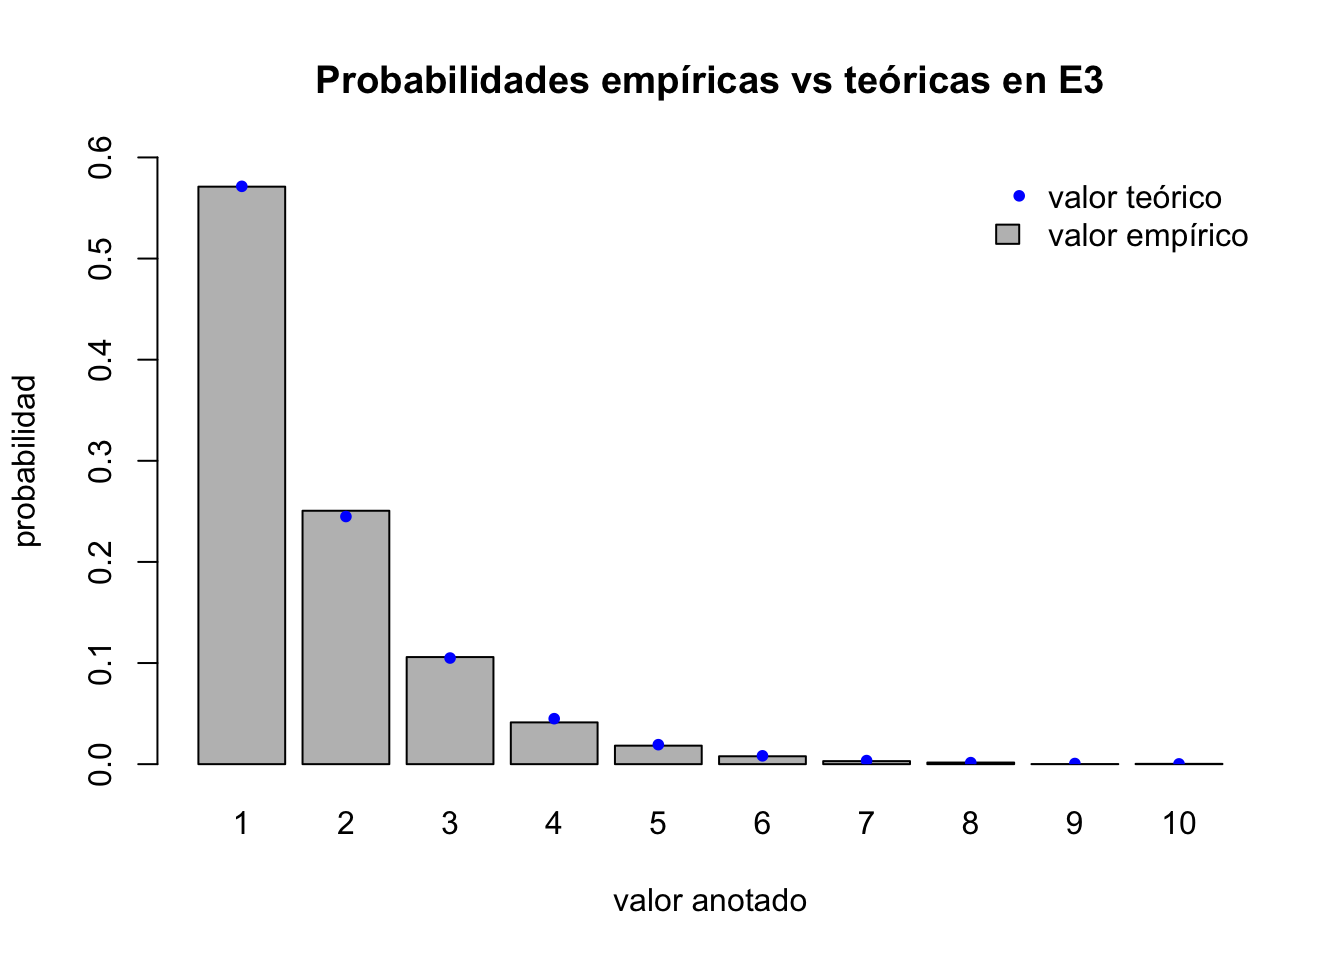 Probabilidades empíricas vs teóricas en E3
0.6
0.5
0.4
0.3
0.2
0.1
0.0
probabilidad
valor teórico
valor empírico
1 2 3 4 5 6 7 8 9 10
valor anotado